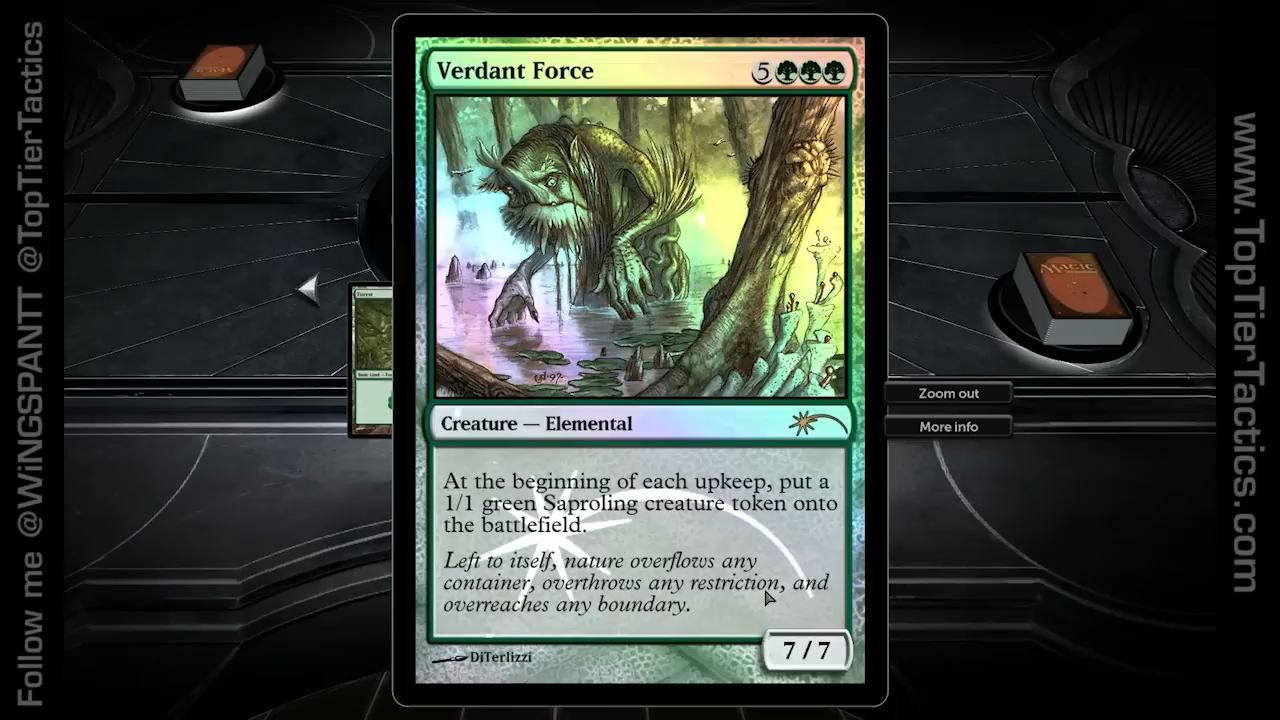 Follow me @WiNGSPANTT @TopTierTactics
Verdant Force
5
Creature — Elemental
At the beginning of each upkeep, put a
1/1 green Saproling creature token onto
the battlefield.
Left to itself, nature overflows any
container, overthrows any restriction, and
overreaches any boundary.
DiTerlizzi
7 / 7
Forest
MAGIC
Zoom out
More info
www.TopTierTactics.com